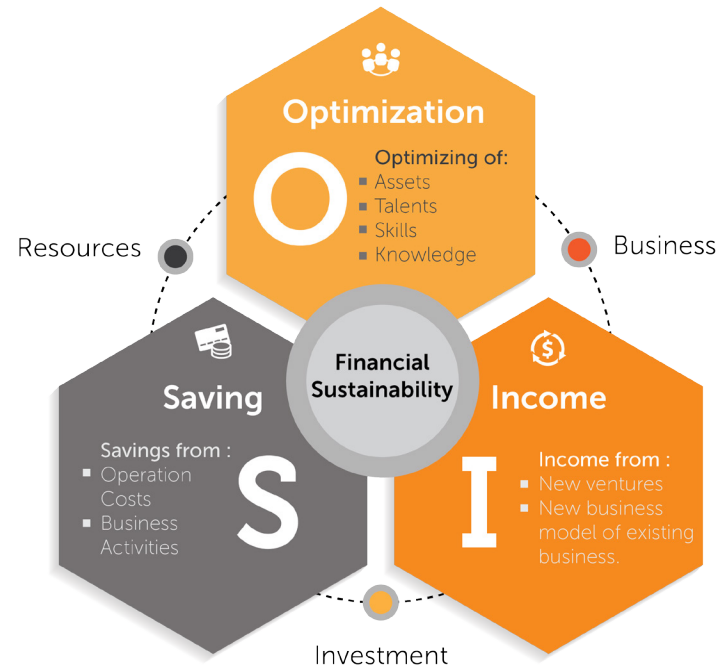 Optimization
O
Optimizing of:
Assets
Talents
Skills
Knowledge
Resources
Business
Financial
Sustainability
Saving
Savings from :
Operation
Costs
Business
Activities
S
Income
I
Income from :
New ventures
New business
model of existing
business.
Investment